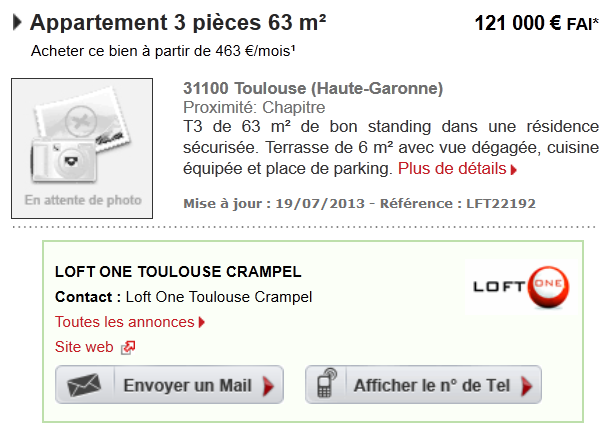 Appartement 3 pièces 63 m²
121 000 € FAI*
Acheter ce bien à partir de 463 €/mois¹
En attente de photo
31100 Toulouse (Haute-Garonne)
Proximité: Chapitre
T3 de 63 m² de bon standing dans une résidence
sécurisée. Terrasse de 6 m² avec vue dégagée, cuisine
équipée et place de parking. Plus de détails
Mise à jour : 19/07/2013 - Référence : LFT22192
LOFT ONE TOULOUSE CRAMPEL
Contact : Loft One Toulouse Crampel
Toutes les annonces
Site web
LOFT ONE
Envoyer un Mail
Afficher le n° de Tel